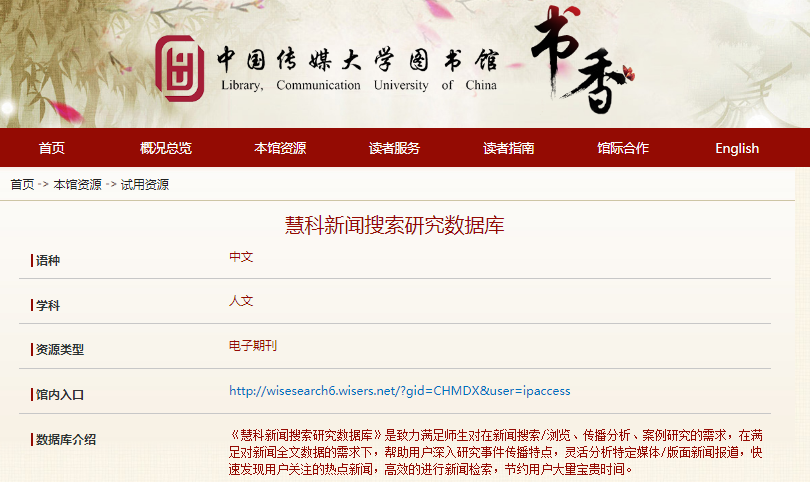 中国传媒大学图书馆
Library, Communication University of China
书香
首页 概况总览 本馆资源 读者服务 读者指南 馆际合作 English
首页 -> 本馆资源 -> 试用资源
慧科新闻搜索研究数据库
语种 中文
学科 人文
资源类型 电子期刊
馆内入口 http://wisesearch6.wisers.net/?gid=CHMDX&user=ipaccess
数据库介绍 《慧科新闻搜索研究数据库》是致力满足师生对在新闻搜索/浏览、传播分析、案例研究的需求，在满
足对新闻全文数据的需求下，帮助用户深入研究事件传播特点，灵活分析特定媒体/版面新闻报道，快
速发现用户关注的热点新闻，高效的进行新闻检索，节约用户大量宝贵时间。